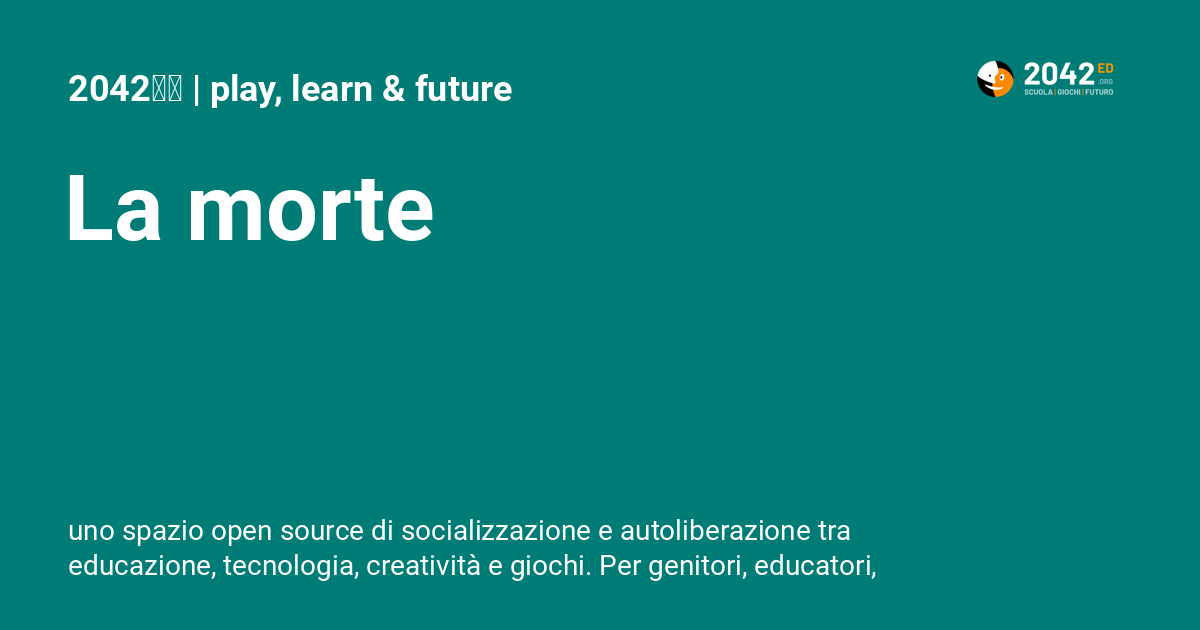 2042 | play, learn & future
2042 ED
.ORG
SCUOLA | GIOCHI | FUTURO
La morte
uno spazio open source di socializzazione e autoliberazione tra
educazione, tecnologia, creatività e giochi. Per genitori, educatori,